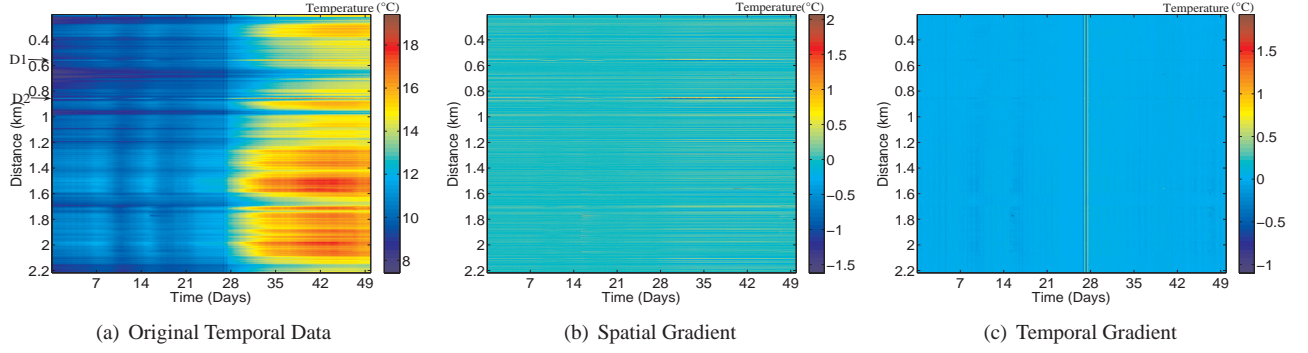 Temperature (°C)
0.4
0.6
0.8
1
1.2
1.4
1.6
1.8
2
2.2
D1
D2
Distance (km)
7 14 21 28 35 42 49
Time (Days)
18
16
14
12
10
8
(a) Original Temporal Data
Temperature(°C)
0.4
0.6
0.8
1
1.2
1.4
1.6
1.8
2
2.2
Distance (km)
7 14 21 28 35 42 49
Time (Days)
2
1.5
1
0.5
0
−0.5
−1
−1.5
(b) Spatial Gradient
Temperature (°C)
0.4
0.6
0.8
1
1.2
1.4
1.6
1.8
2
2.2
Distance (km)
7 14 21 28 35 42 49
Time (Days)
1.5
1
0.5
0
−0.5
−1
(c) Temporal Gradient